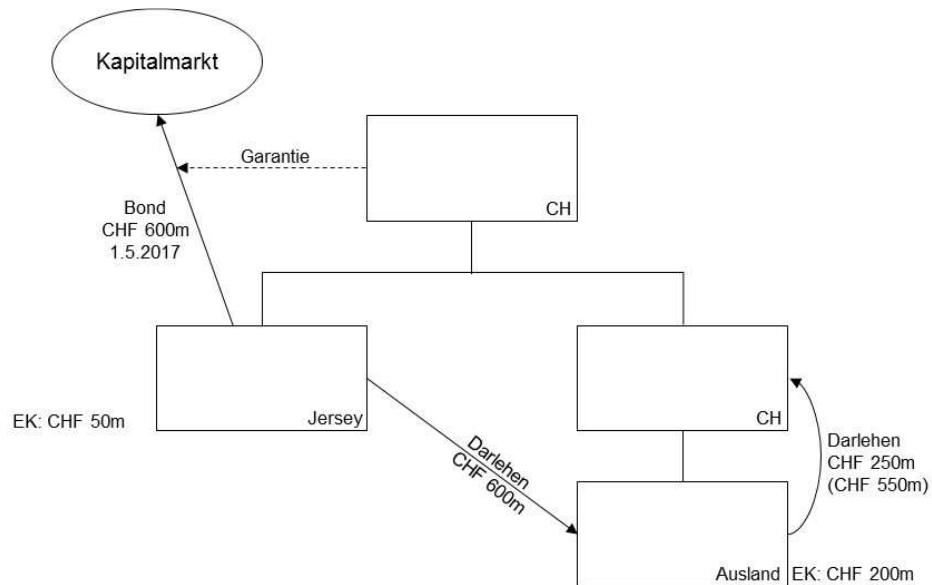 Kapitalmarkt
Garantie
CH
Bond
CHF 600m
1.5.2017
EK: CHF 50m
Jersey
CH
Darlehen
CHF 600m
Darlehen
CHF 250m
(CHF 550m)
Ausland
EK: CHF 200m